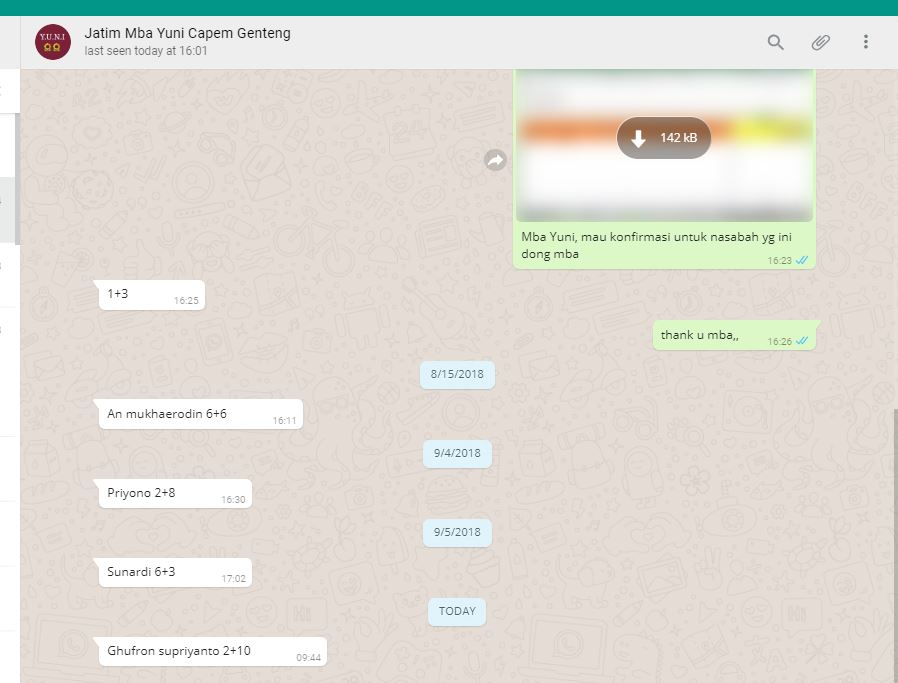 Y.U.N.I
Jatim Mba Yuni Capem Genteng
last seen today at 16:01
142 kB
Mba Yuni, mau konfirmasi untuk nasabah yg ini
dong mba
16:23
1+3
16:25
thank u mba,,
16:26
8/15/2018
An mukhaerodin 6+6
16:11
9/4/2018
Priyono 2+8
16:30
9/5/2018
Sunardi 6+3
17:02
TODAY
Ghufron supriyanto 2+10
09:44